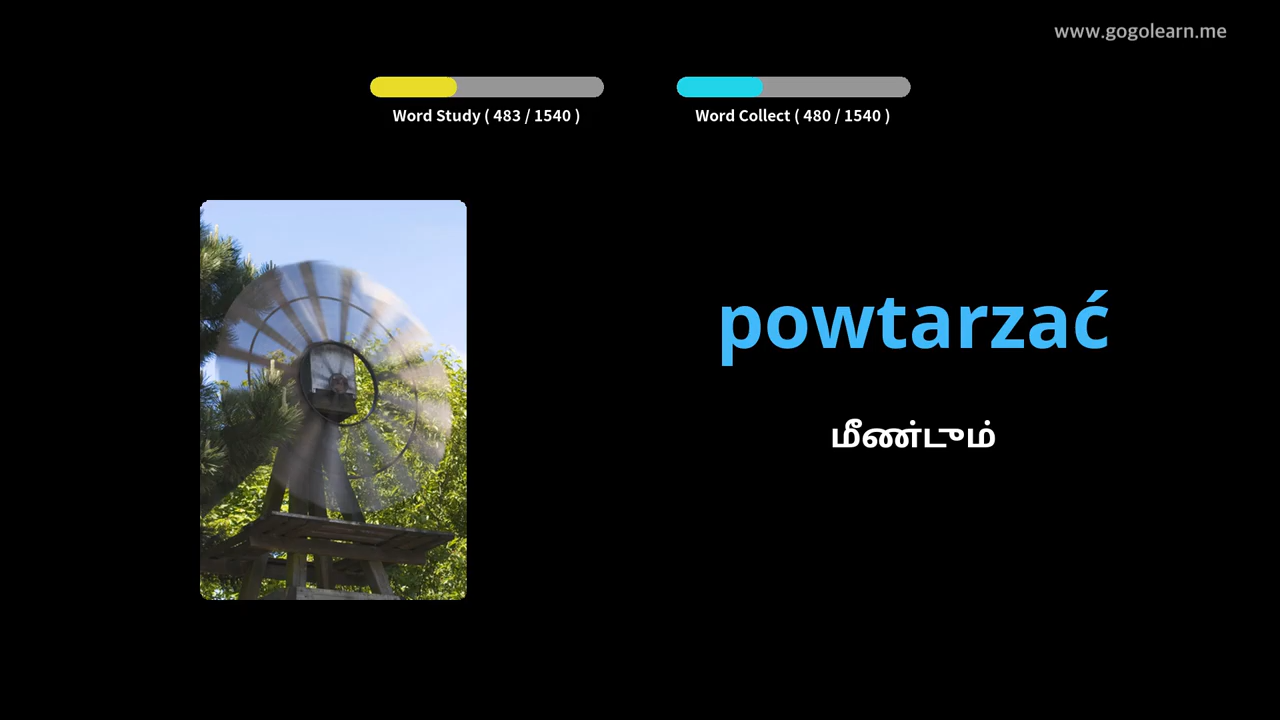 www.gogolearn.me
Word Study ( 483 / 1540 )
Word Collect ( 480 / 1540 )
powtarzać
மீண்டும்